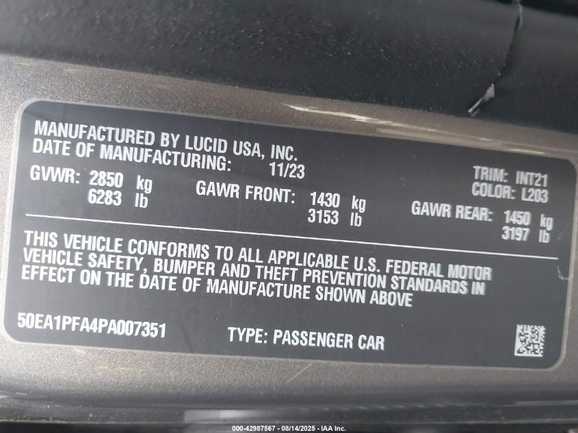 MANUFACTURED BY LUCID USA, INC.
DATE OF MANUFACTURING: 11/23
TRIM: INT21
COLOR: L203
GVWR: 2850 kg
6283 lb
GAWR FRONT: 1430 kg
3153 lb
GAWR REAR: 1450 kg
3197 lb
THIS VEHICLE CONFORMS TO ALL APPLICABLE U.S. FEDERAL MOTOR
VEHICLE SAFETY, BUMPER AND THEFT PREVENTION STANDARDS IN
EFFECT ON THE DATE OF MANUFACTURE SHOWN ABOVE
50EA1PFA4PA007351
TYPE: PASSENGER CAR
000-42987567 - 08/14/2025 - IAA Inc.